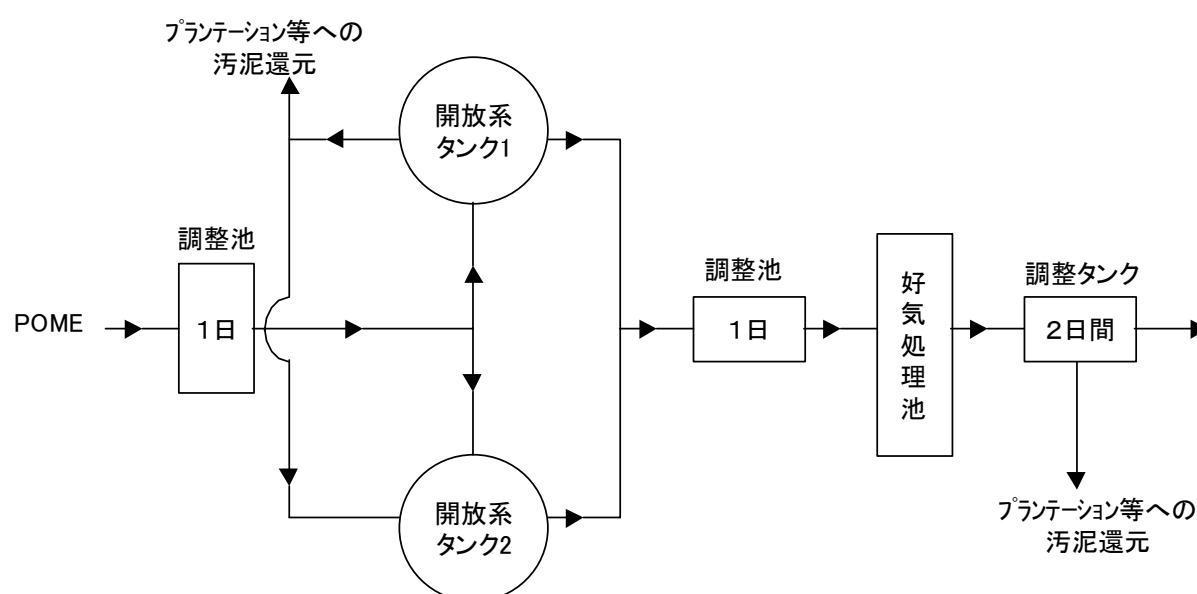 プランテーション等への
汚泥還元
開放系
タンク1
調整池
1日
POME
開放系
タンク2
調整池
1日
好
気
処
理
池
調整タンク
2日間
プランテーション等への
汚泥還元